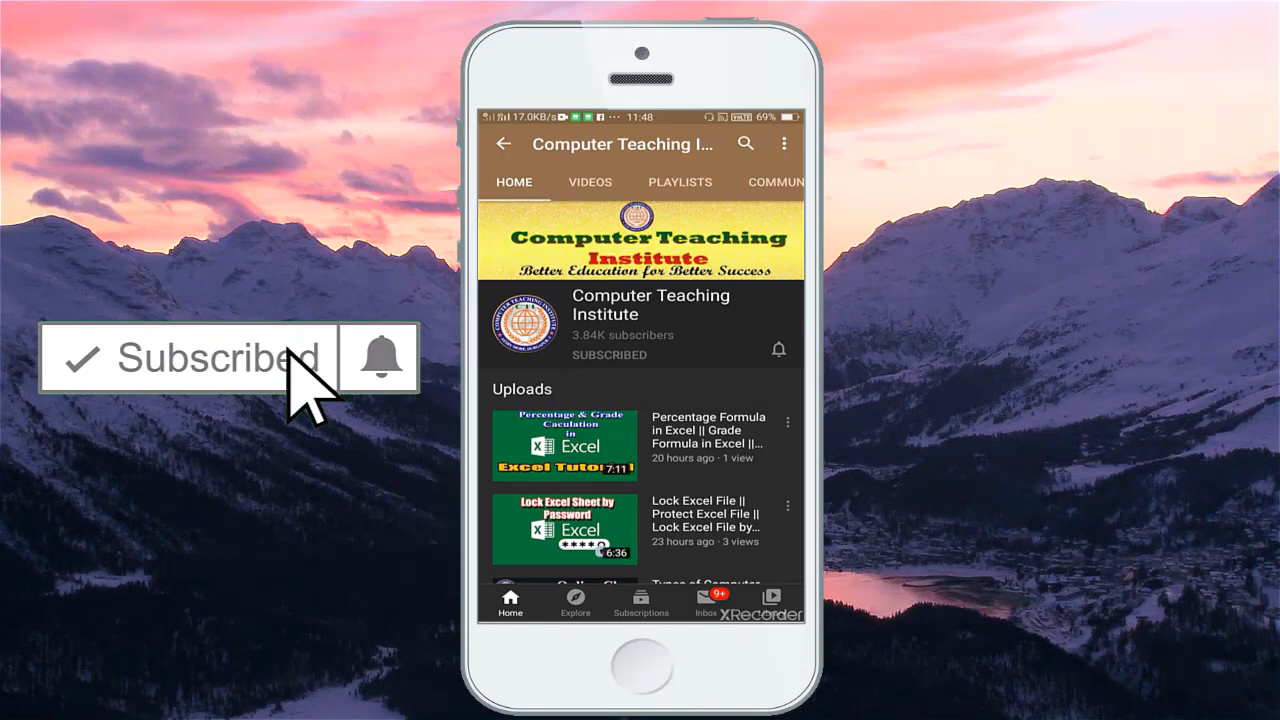 17.0KB/s ... 11:48 VOLTE 69%
Computer Teaching I...
HOME VIDEOS PLAYLISTS COMMUN
Computer Teaching
Institute
Better Education for Better Success
Computer Teaching
Institute
3.84K subscribers
SUBSCRIBED
Subscribed
Uploads
Percentage & Grade
Caculation
in
Excel
7:11
Percentage Formula
in Excel || Grade
Formula in Excel ||...
20 hours ago · 1 view
Lock Excel Sheet by
Password
Excel
****
6:36
Lock Excel File ||
Protect Excel File ||
Lock Excel File by...
23 hours ago · 3 views
Types of Computer
Home Explore Subscriptions Inbox 9+
XRecorder